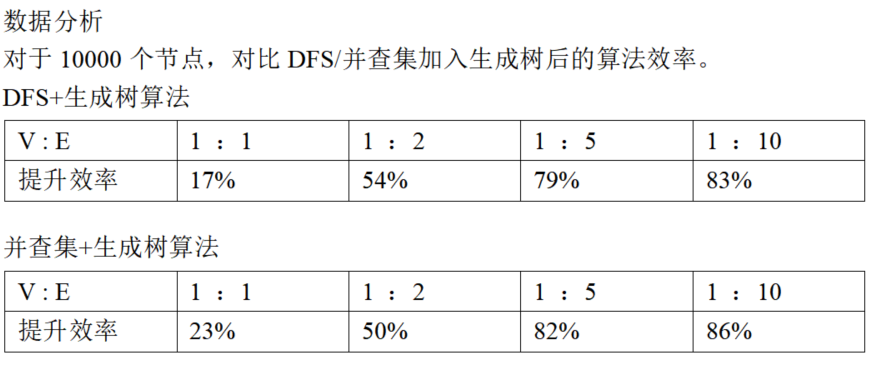 数据分析
对于 10000 个节点，对比 DFS/并查集加入生成树后的算法效率。
DFS+生成树算法
V : E 1 ：1 1 ：2 1 ：5 1 ：10
提升效率 17% 54% 79% 83%
并查集+生成树算法
V : E 1 ：1 1 ：2 1 ：5 1 ：10
提升效率 23% 50% 82% 86%